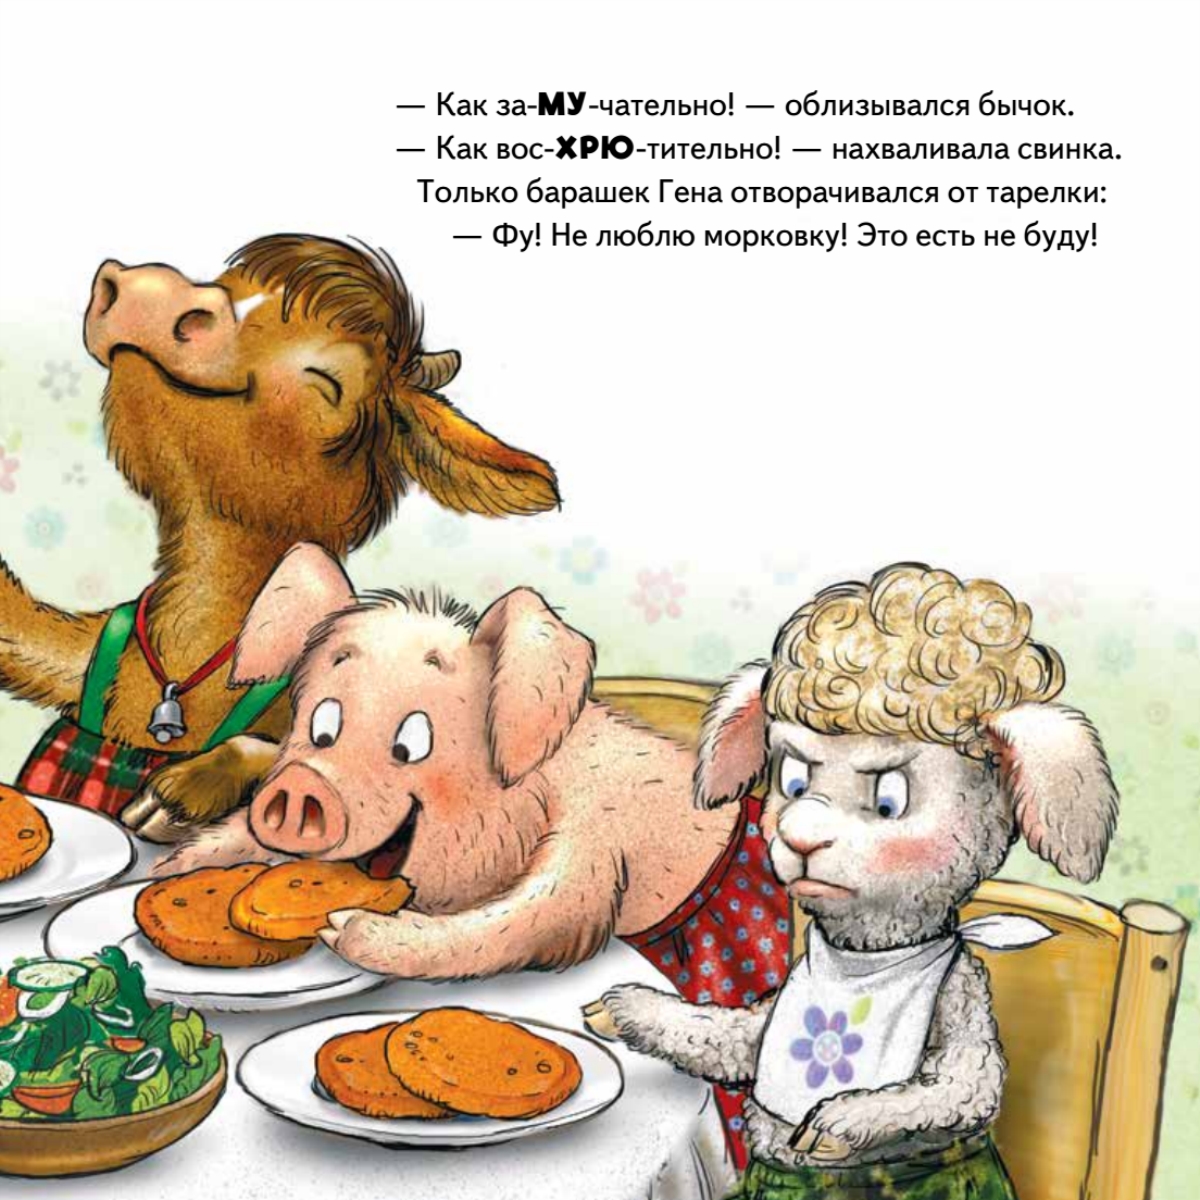 — Как за-МУ-чательно! — облизывался бычок.
— Как вос-ХРЮ-тительно! — нахваливала свинка.
Только барашек Гена отворачивался от тарелки:
— Фу! Не люблю морковку! Это есть не буду!